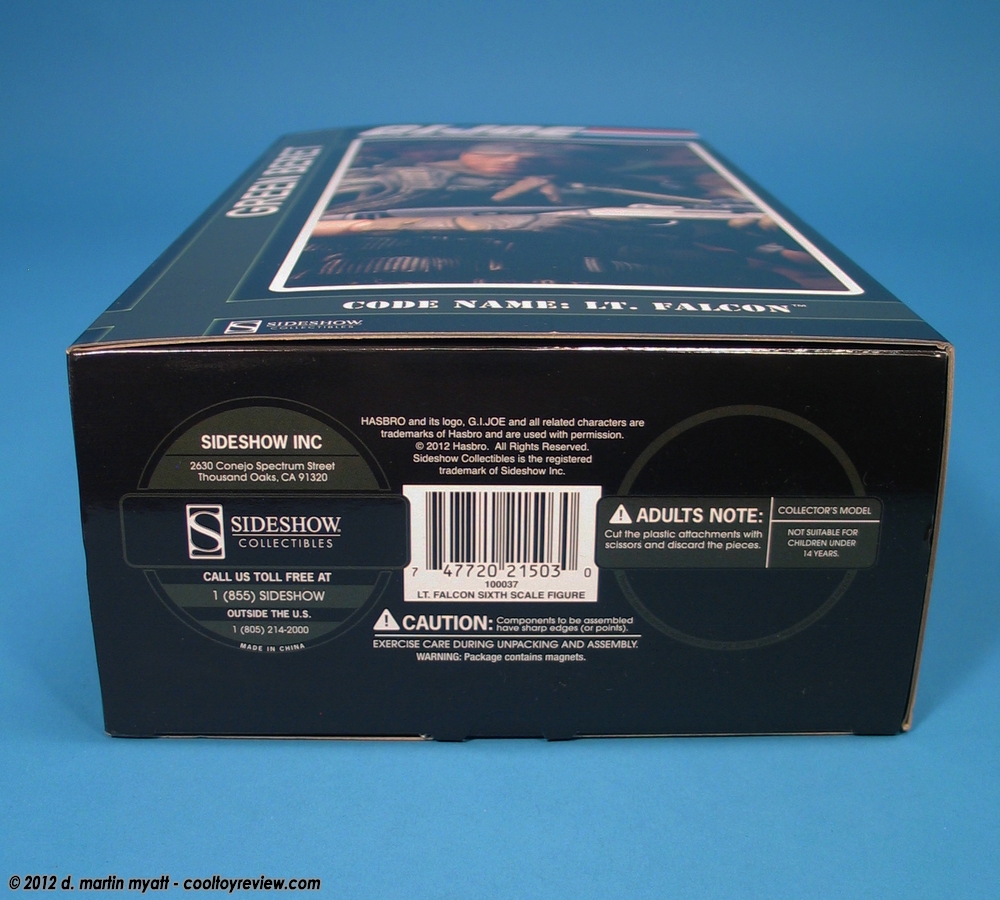 G.I. JOE
GREEN BERET
CODE NAME: LT. FALCON™
SIDESHOW
COLLECTIBLES
SIDESHOW INC
2630 Conejo Spectrum Street
Thousand Oaks, CA 91320
S SIDESHOW®
COLLECTIBLES
CALL US TOLL FREE AT
1 (855) SIDESHOW
OUTSIDE THE U.S.
1 (805) 214-2000
MADE IN CHINA
HASBRO and its logo, G.I.JOE and all related characters are
trademarks of Hasbro and are used with permission.
© 2012 Hasbro. All Rights Reserved.
Sideshow Collectibles is the registered
trademark of Sideshow Inc.
7 47720 21503 0
100037
LT. FALCON SIXTH SCALE FIGURE
CAUTION: Components to be assembled
have sharp edges (or points).
EXERCISE CARE DURING UNPACKING AND ASSEMBLY.
WARNING: Package contains magnets.
ADULTS NOTE:
Cut the plastic attachments with
scissors and discard the pieces.
COLLECTOR'S MODEL
NOT SUITABLE FOR
CHILDREN UNDER
14 YEARS.
© 2012 d. martin myatt - cooltoyreview.com